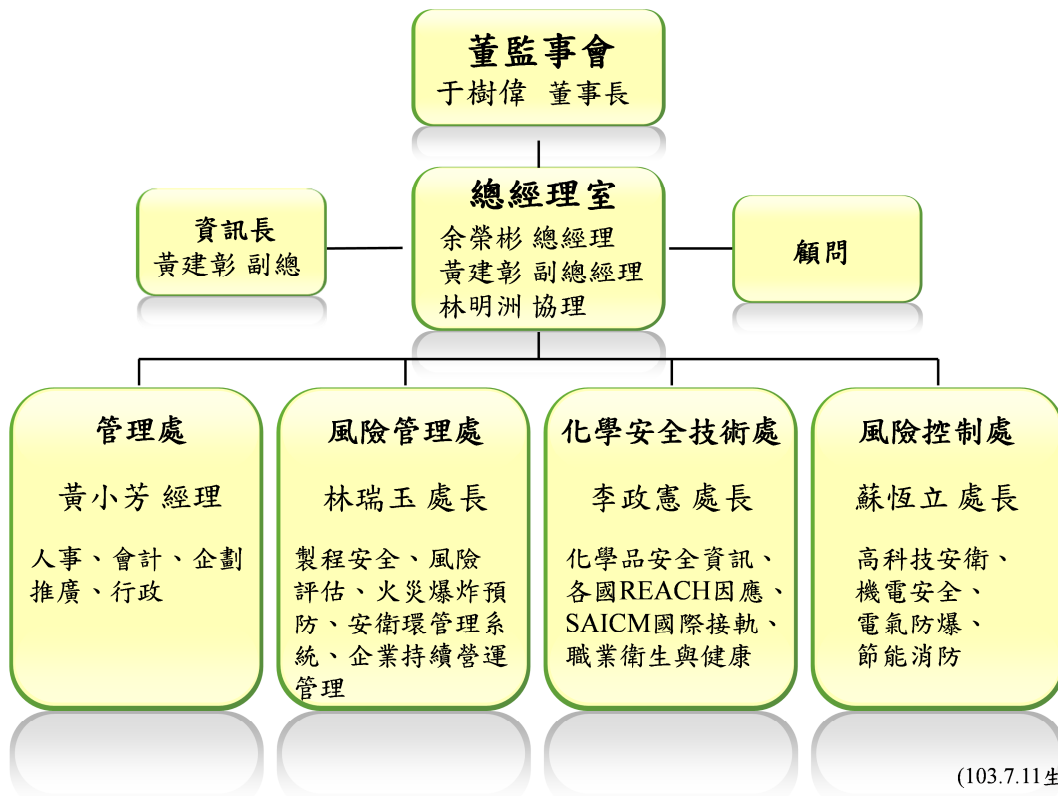 董監事會
于樹偉 董事長
總經理室
余榮彬 總經理
黃建彰 副總經理
林明洲 協理
資訊長
黃建彰 副總
顧問
管理處
黃小芳 經理
人事、會計、企劃
推廣、行政
風險管理處
林瑞玉 處長
製程安全、風險
評估、火災爆炸預
防、安衛環管理系
統、企業持續營運
管理
化學安全技術處
李政憲 處長
化學品安全資訊、
各國REACH因應、
SAICM國際接軌、
職業衛生與健康
風險控制處
蘇恆立 處長
高科技安衛、
機電安全、
電氣防爆、
節能消防
(103.7.11生